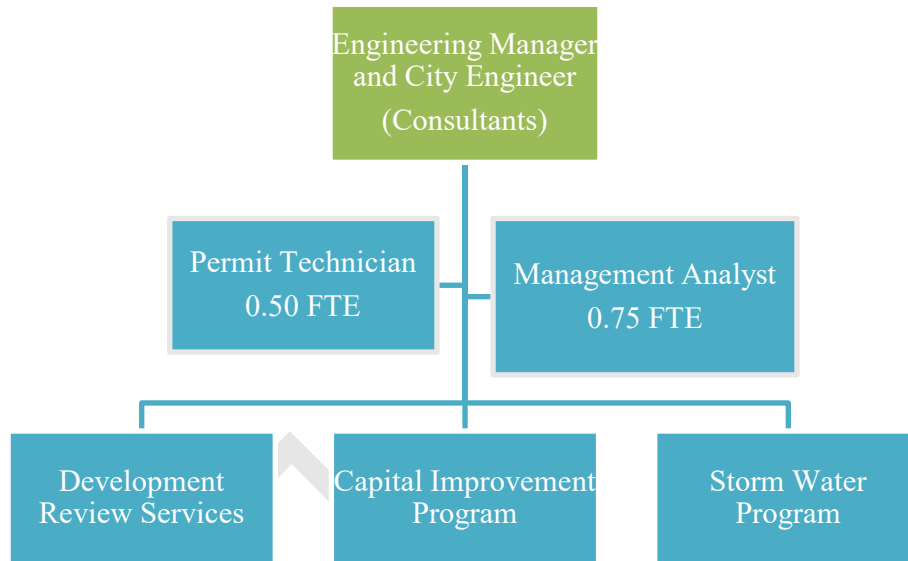 Engineering Manager
and City Engineer
(Consultants)
Permit Technician
0.50 FTE
Management Analyst
0.75 FTE
Development
Review Services
Capital Improvement
Program
Storm Water
Program